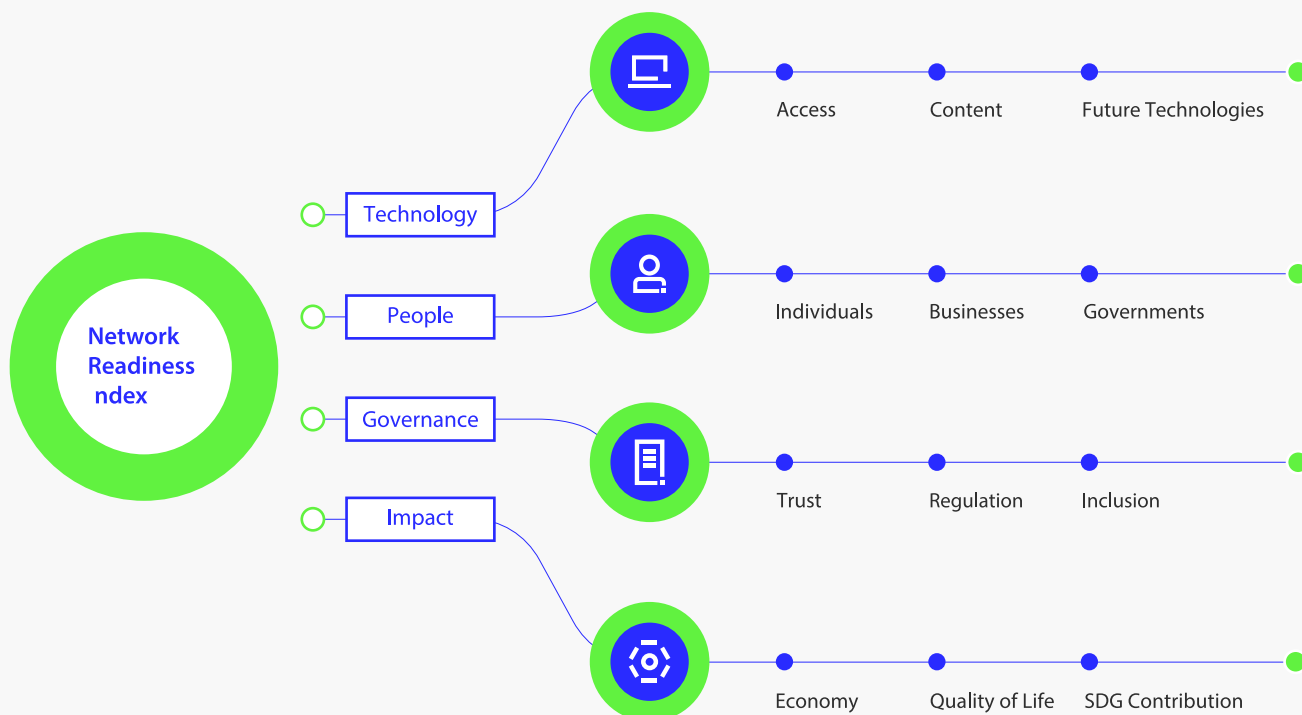 Access
Content
Future Technologies
Technology
People
Individuals
Businesses
Governments
Network
Readiness
ndex
Governance
Trust
Regulation
Inclusion
Impact
Economy
Quality of Life
SDG Contribution